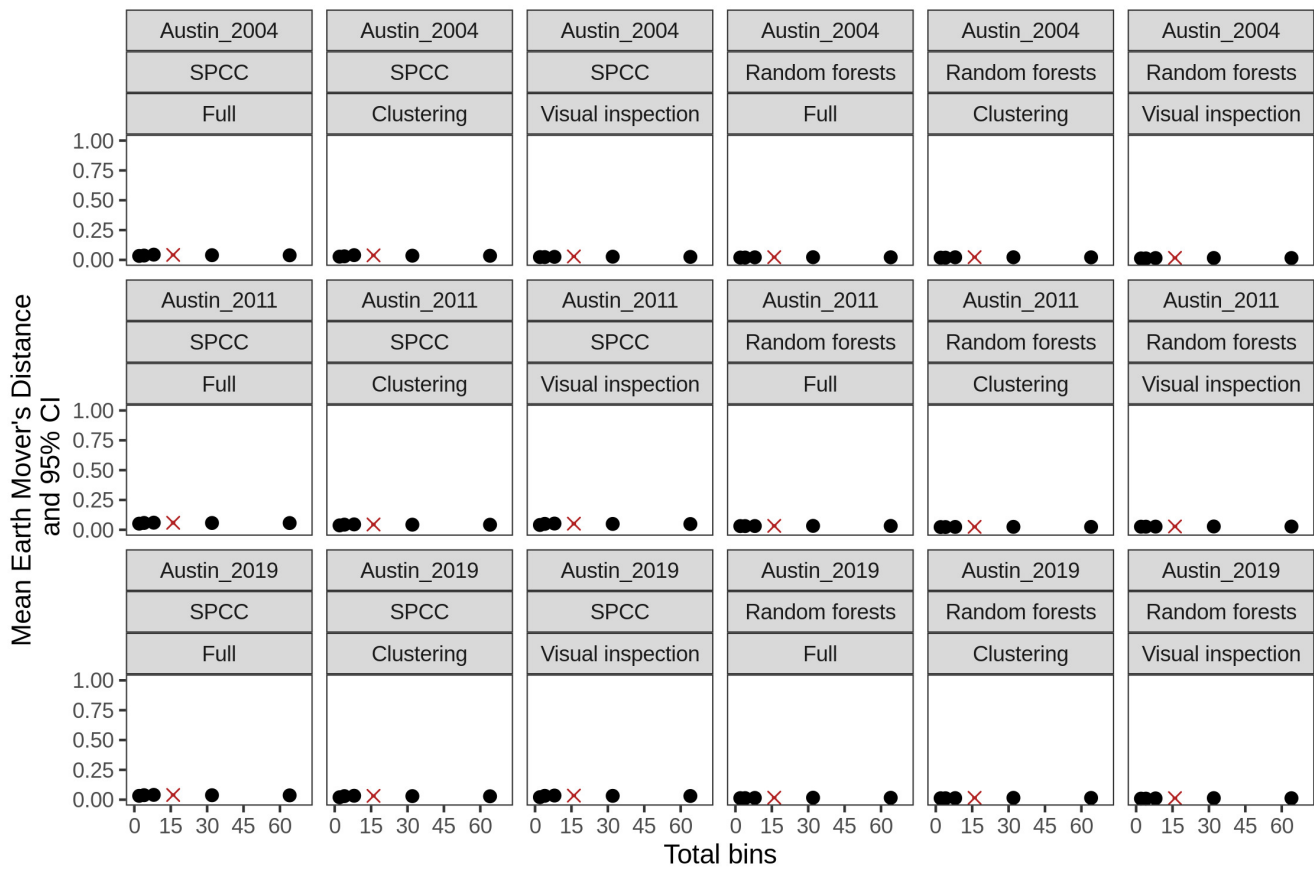 Austin_2004 Austin_2004 Austin_2004 Austin_2004 Austin_2004 Austin_2004
SPCC SPCC SPCC Random forests Random forests Random forests
Full Clustering Visual inspection Full Clustering Visual inspection
1.00
0.75
0.50
0.25
0.00
Austin_2011 Austin_2011 Austin_2011 Austin_2011 Austin_2011 Austin_2011
SPCC SPCC SPCC Random forests Random forests Random forests
Full Clustering Visual inspection Full Clustering Visual inspection
1.00
0.75
0.50
0.25
0.00
Mean Earth Mover's Distance
and 95% CI
Austin_2019 Austin_2019 Austin_2019 Austin_2019 Austin_2019 Austin_2019
SPCC SPCC SPCC Random forests Random forests Random forests
Full Clustering Visual inspection Full Clustering Visual inspection
1.00
0.75
0.50
0.25
0.00
0 15 30 45 60 0 15 30 45 60 0 15 30 45 60 0 15 30 45 60 0 15 30 45 60 0 15 30 45 60
Total bins